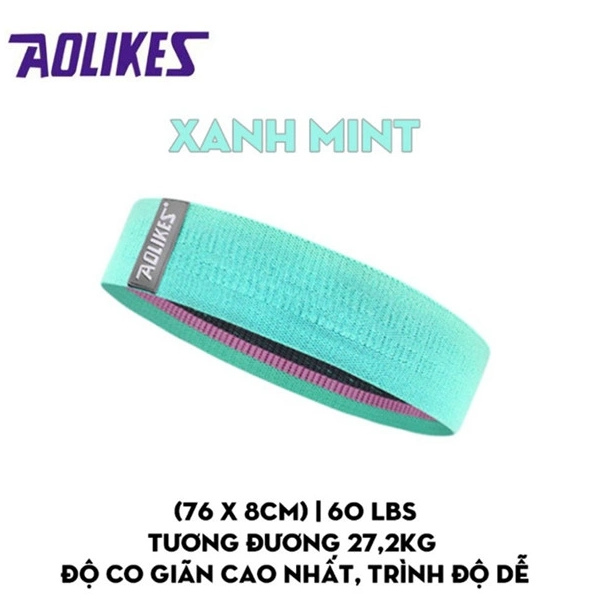 AOLIKES
XANH MINT
AOLIKES®
(76 X 8CM) | 60 LBS
TƯƠNG ĐƯƠNG 27,2KG
ĐỘ CO GIÃN CAO NHẤT, TRÌNH ĐỘ DỄ